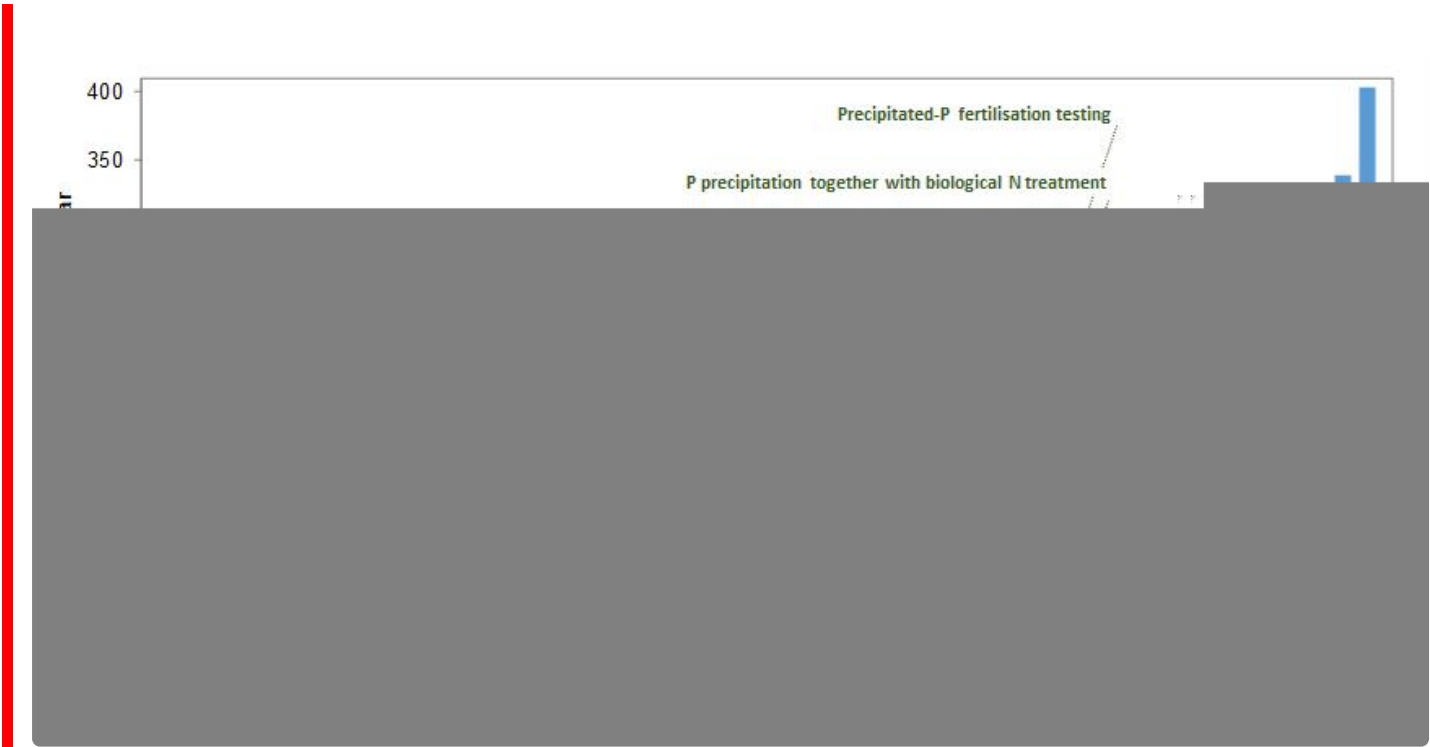 400
Precipitated-P fertilisation testing
350
P precipitation together with biological N treatment